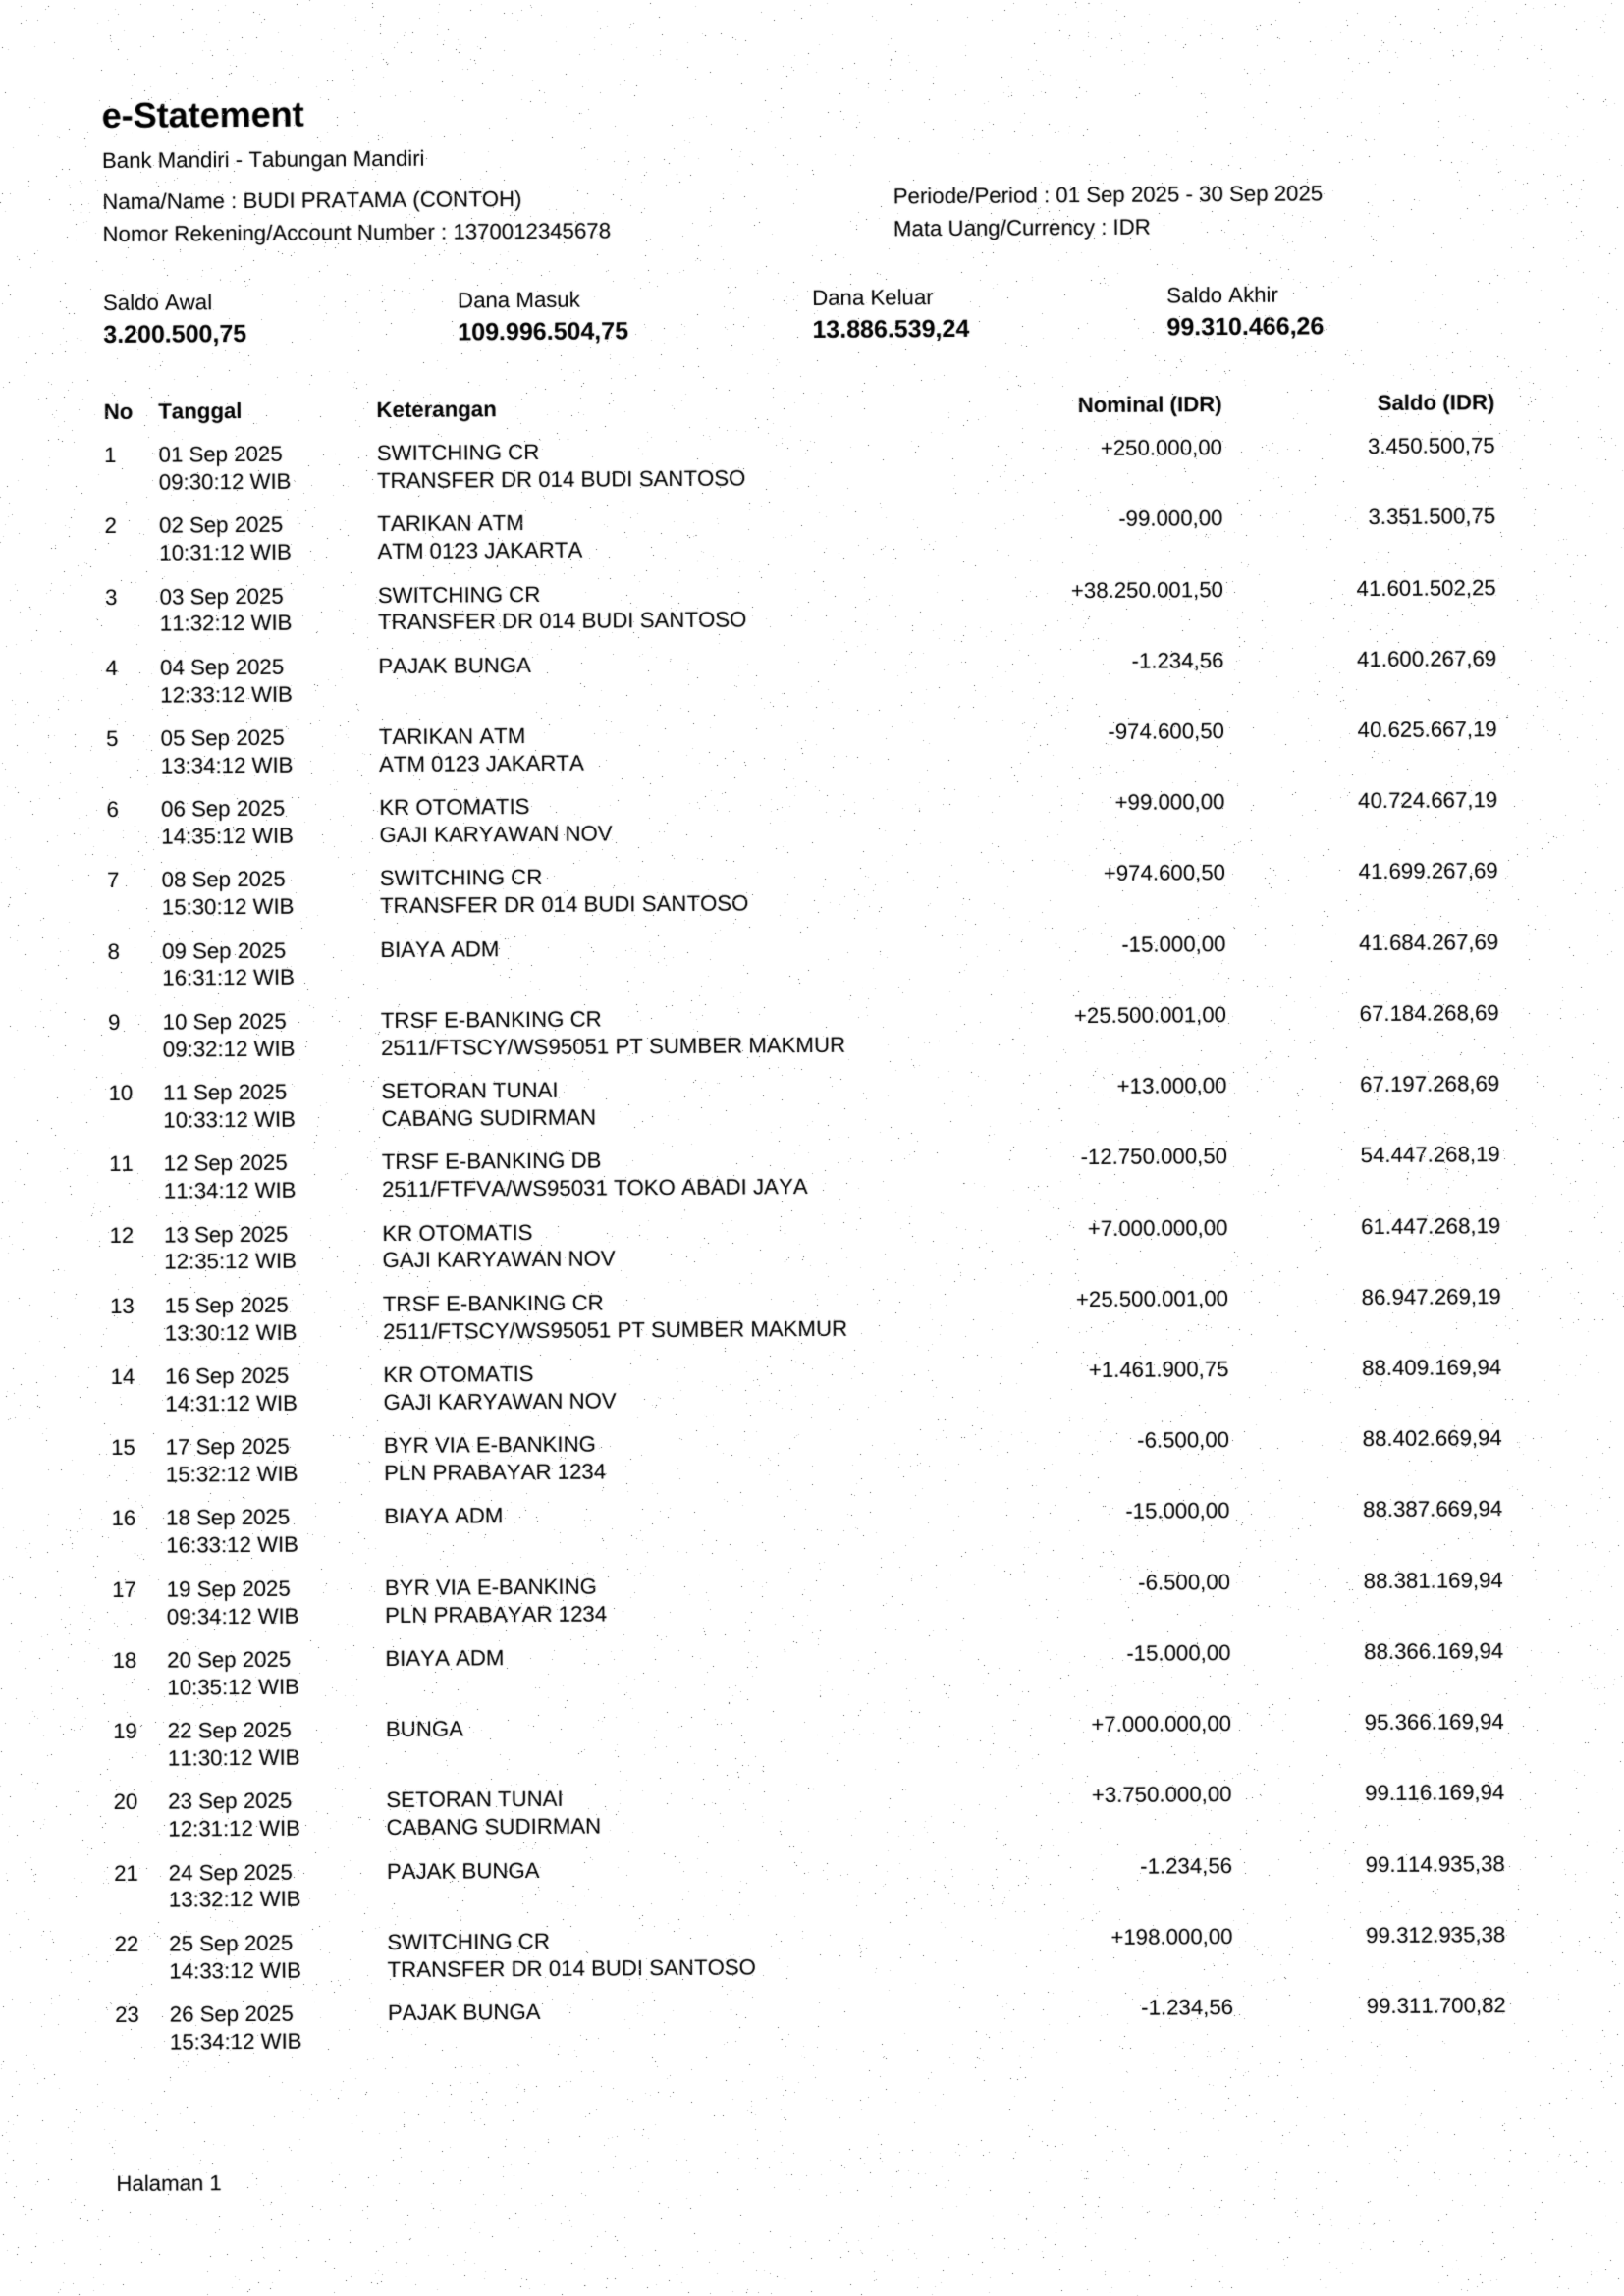 e-Statement
Bank Mandiri - Tabungan Mandiri
Nama/Name : BUDI PRATAMA (CONTOH)
Periode/Period : 01 Sep 2025 - 30 Sep 2025
Nomor Rekening/Account Number : 1370012345678
Mata Uang/Currency : IDR
Saldo Awal Dana Masuk Dana Keluar Saldo Akhir
3.200.500,75 109.996.504,75 13.886.539,24 99.310.466,26
No Tanggal Keterangan Nominal (IDR) Saldo (IDR)
1 01 Sep 2025 SWITCHING CR +250.000,00 3.450.500,75
09:30:12 WIB TRANSFER DR 014 BUDI SANTOSO
2 02 Sep 2025 TARIKAN ATM -99.000,00 3.351.500,75
10:31:12 WIB ATM 0123 JAKARTA
3 03 Sep 2025 SWITCHING CR +38.250.001,50 41.601.502,25
11:32:12 WIB TRANSFER DR 014 BUDI SANTOSO
4 04 Sep 2025 PAJAK BUNGA -1.234,56 41.600.267,69
12:33:12 WIB
5 05 Sep 2025 TARIKAN ATM -974.600,50 40.625.667,19
13:34:12 WIB ATM 0123 JAKARTA
6 06 Sep 2025 KR OTOMATIS +99.000,00 40.724.667,19
14:35:12 WIB GAJI KARYAWAN NOV
7 08 Sep 2025 SWITCHING CR +974.600,50 41.699.267,69
15:30:12 WIB TRANSFER DR 014 BUDI SANTOSO
8 09 Sep 2025 BIAYA ADM -15.000,00 41.684.267,69
16:31:12 WIB
9 10 Sep 2025 TRSF E-BANKING CR +25.500.001,00 67.184.268,69
09:32:12 WIB 2511/FTSCY/WS95051 PT SUMBER MAKMUR
10 11 Sep 2025 SETORAN TUNAI +13.000,00 67.197.268,69
10:33:12 WIB CABANG SUDIRMAN
11 12 Sep 2025 TRSF E-BANKING DB -12.750.000,50 54.447.268,19
11:34:12 WIB 2511/FTFVA/WS95031 TOKO ABADI JAYA
12 13 Sep 2025 KR OTOMATIS +7.000.000,00 61.447.268,19
12:35:12 WIB GAJI KARYAWAN NOV
13 15 Sep 2025 TRSF E-BANKING CR +25.500.001,00 86.947.269,19
13:30:12 WIB 2511/FTSCY/WS95051 PT SUMBER MAKMUR
14 16 Sep 2025 KR OTOMATIS +1.461.900,75 88.409.169,94
14:31:12 WIB GAJI KARYAWAN NOV
15 17 Sep 2025 BYR VIA E-BANKING -6.500,00 88.402.669,94
15:32:12 WIB PLN PRABAYAR 1234
16 18 Sep 2025 BIAYA ADM -15.000,00 88.387.669,94
16:33:12 WIB
17 19 Sep 2025 BYR VIA E-BANKING -6.500,00 88.381.169,94
09:34:12 WIB PLN PRABAYAR 1234
18 20 Sep 2025 BIAYA ADM -15.000,00 88.366.169,94
10:35:12 WIB
19 22 Sep 2025 BUNGA +7.000.000,00 95.366.169,94
11:30:12 WIB
20 23 Sep 2025 SETORAN TUNAI +3.750.000,00 99.116.169,94
12:31:12 WIB CABANG SUDIRMAN
21 24 Sep 2025 PAJAK BUNGA -1.234,56 99.114.935,38
13:32:12 WIB
22 25 Sep 2025 SWITCHING CR +198.000,00 99.312.935,38
14:33:12 WIB TRANSFER DR 014 BUDI SANTOSO
23 26 Sep 2025 PAJAK BUNGA -1.234,56 99.311.700,82
15:34:12 WIB
Halaman 1